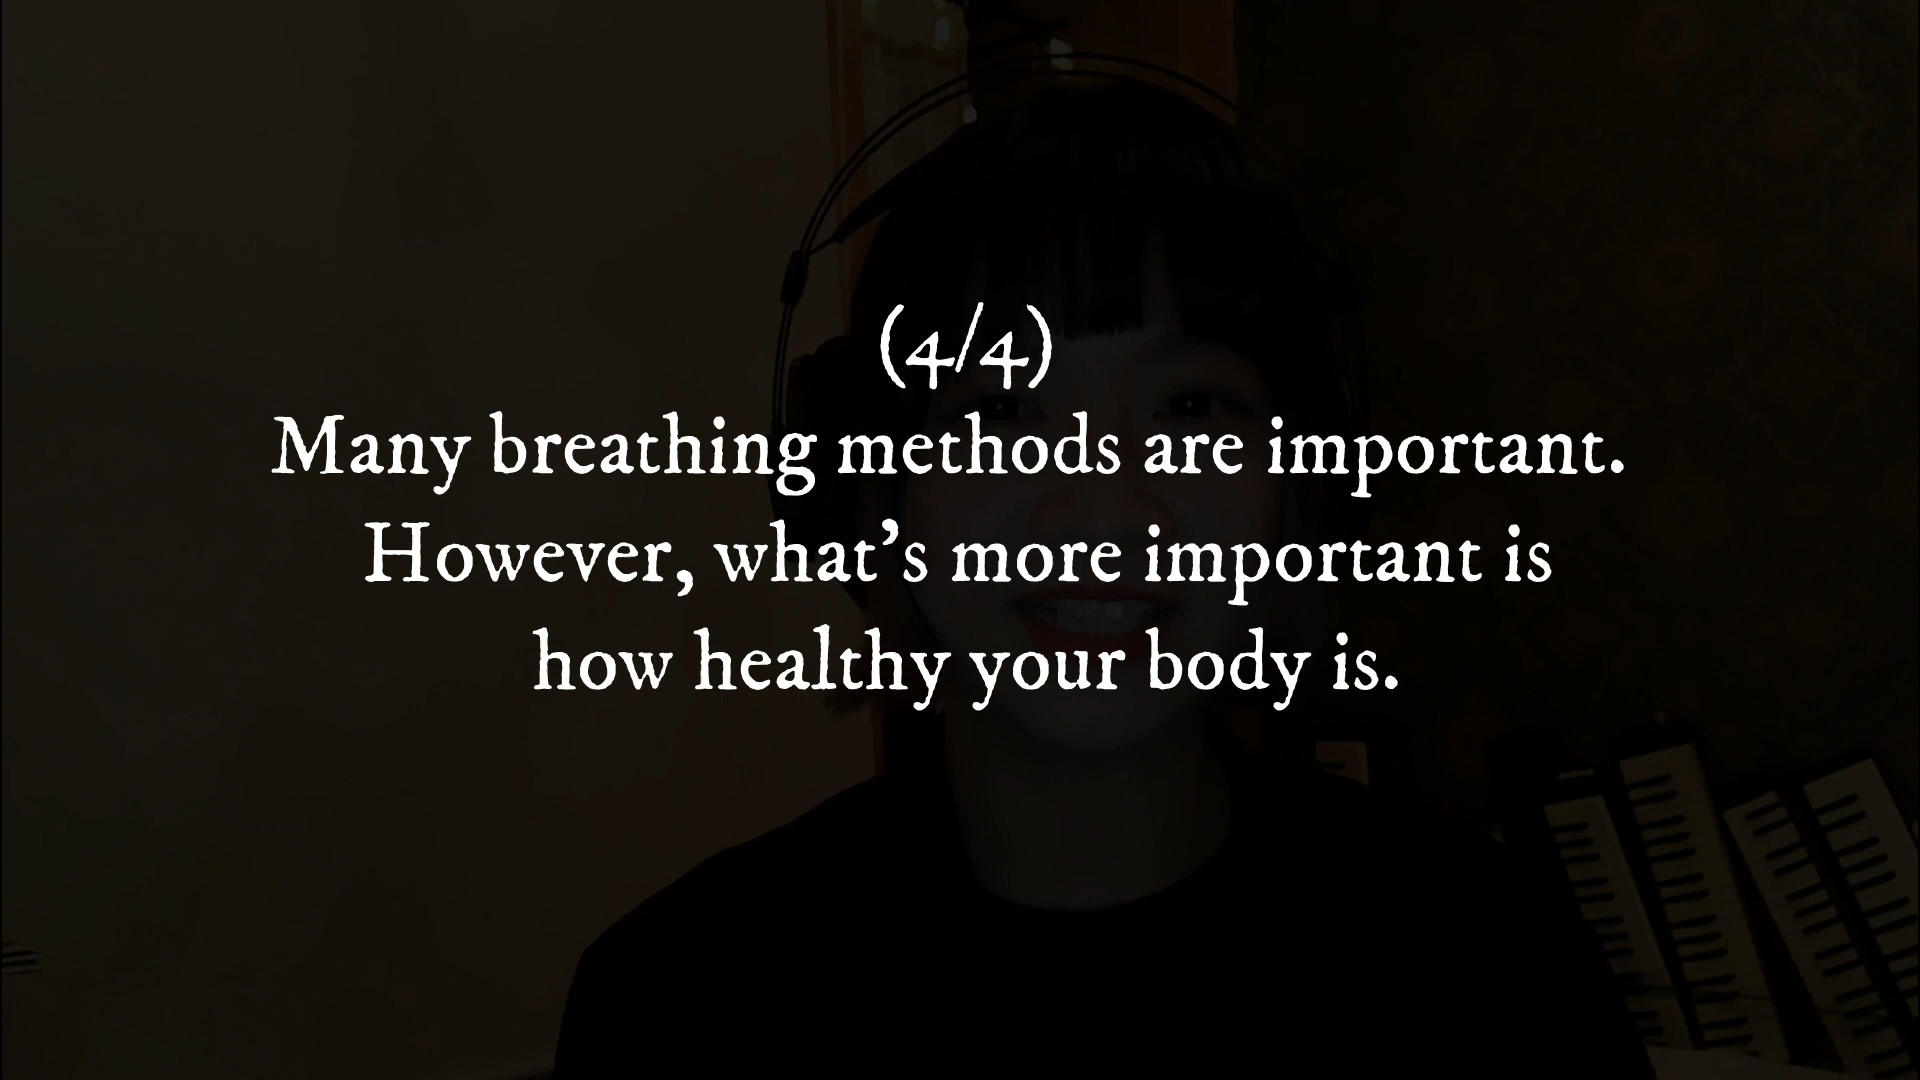 (4/4)
Many breathing methods are important.
However, what’s more important is
how healthy your body is.